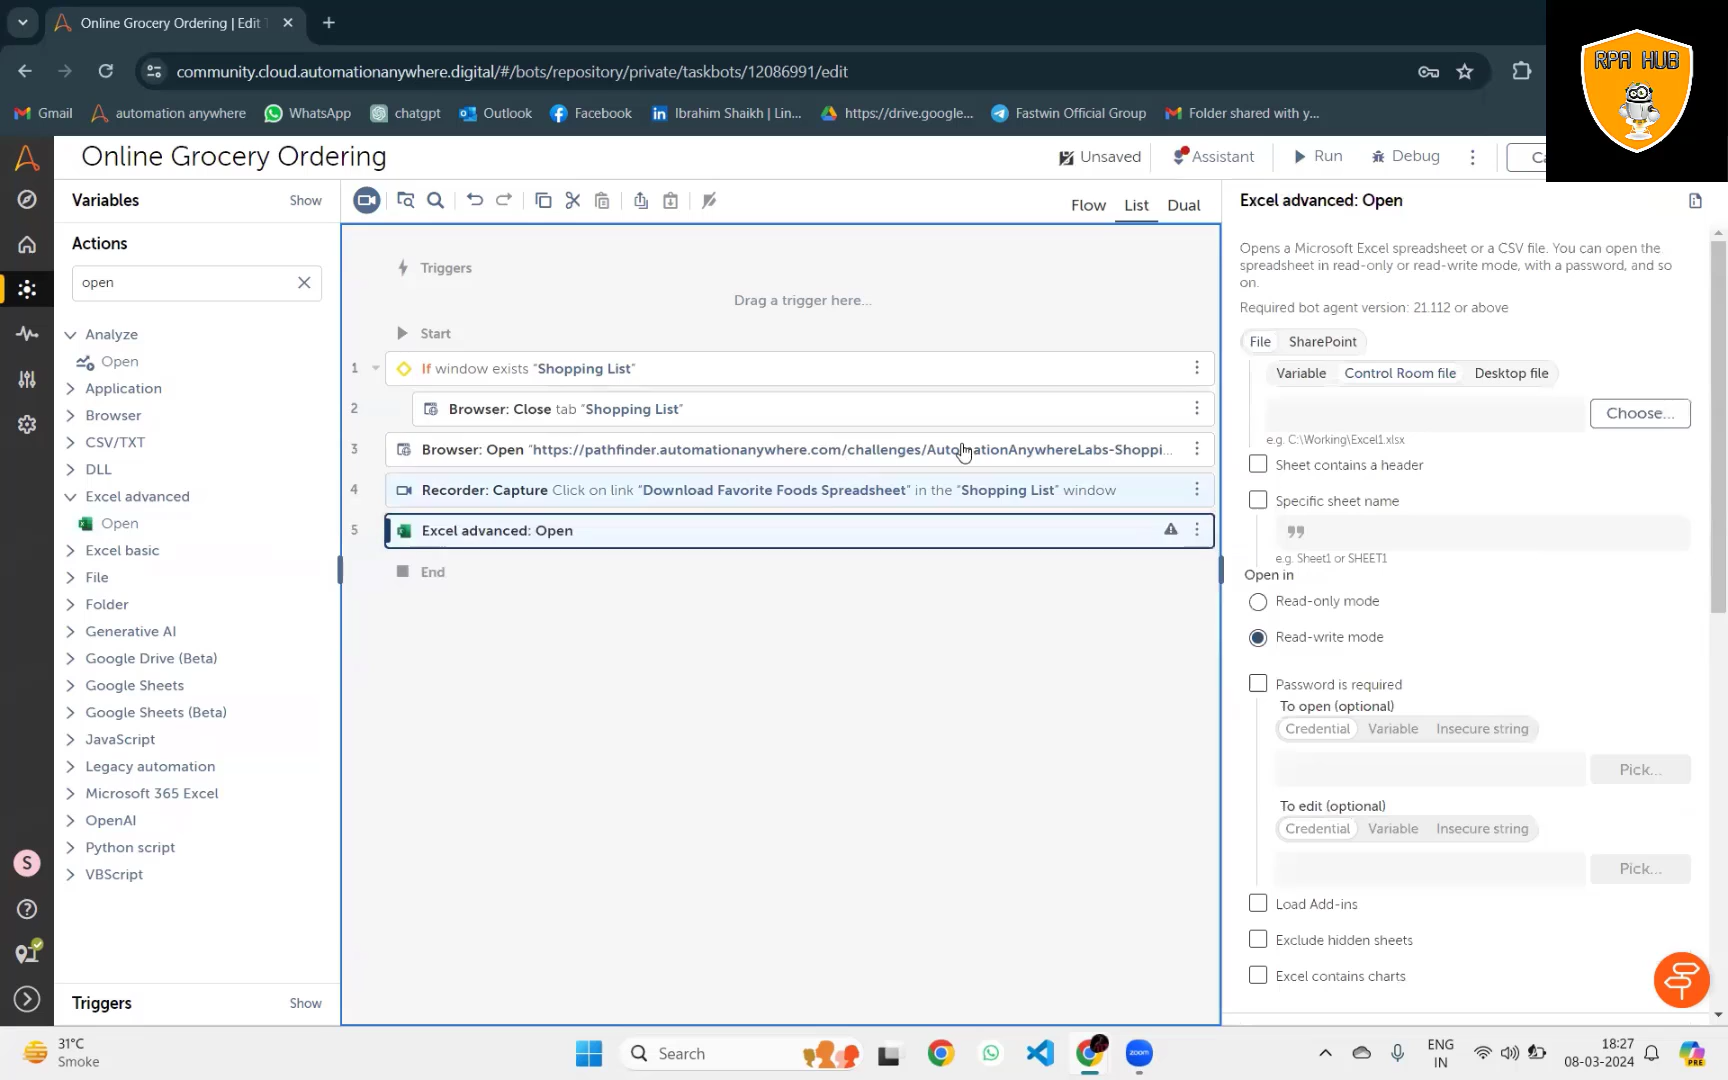 Online Grocery Ordering | Edit T
community.cloud.automationanywhere.digital/#/bots/repository/private/taskbots/12086991/edit
Gmail
automation anywhere
WhatsApp
chatgpt
Outlook
Facebook
Ibrahim Shaikh | Lin...
https://drive.google...
Fastwin Official Group
Folder shared with y...
RPA HUB
Online Grocery Ordering
Unsaved
Assistant
Run
Debug
Variables
Show
Flow
List
Dual
Actions
open
Analyze
Open
Application
Browser
CSV/TXT
DLL
Excel advanced
Open
Excel basic
File
Folder
Generative AI
Google Drive (Beta)
Google Sheets
Google Sheets (Beta)
JavaScript
Legacy automation
Microsoft 365 Excel
OpenAI
Python script
VBScript
Triggers
Show
S
Triggers
Drag a trigger here...
Start
1 If window exists “Shopping List”
2 Browser: Close tab “Shopping List”
3 Browser: Open “https://pathfinder.automationanywhere.com/challenges/AutomationAnywhereLabs-Shoppi...
4 Recorder: Capture Click on link “Download Favorite Foods Spreadsheet” in the “Shopping List” window
5 Excel advanced: Open
End
Excel advanced: Open
Opens a Microsoft Excel spreadsheet or a CSV file. You can open the
spreadsheet in read-only or read-write mode, with a password, and so
on.
Required bot agent version: 21.112 or above
File SharePoint
Variable Control Room file Desktop file
Choose...
e.g. C:\Working\Excel1.xlsx
Sheet contains a header
Specific sheet name
e.g. Sheet1 or SHEET1
Open in
Read-only mode
Read-write mode
Password is required
To open (optional)
Credential Variable Insecure string
Pick...
To edit (optional)
Credential Variable Insecure string
Pick...
Load Add-ins
Exclude hidden sheets
Excel contains charts
31°C
Smoke
Search
zoom
ENG
IN
18:27
08-03-2024
PRE